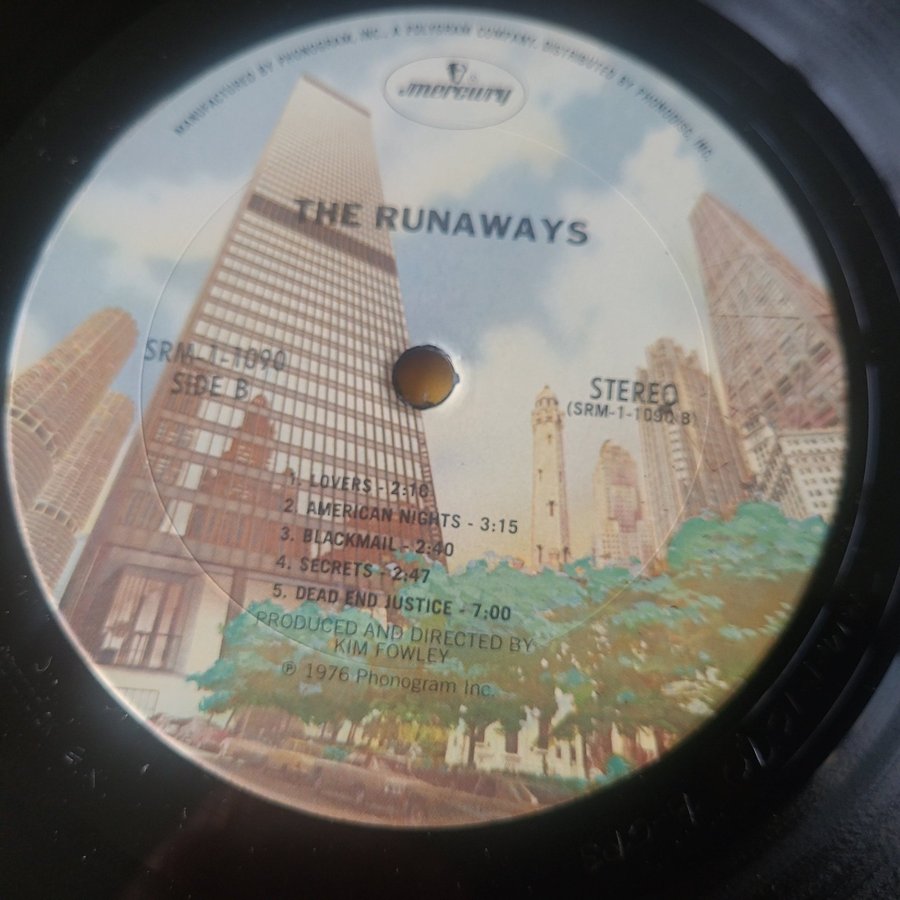 MANUFACTURED BY PHONOGRAM, INC., A POLYGRAM COMPANY, DISTRIBUTED BY PHONODISC, INC.
mercury
THE RUNAWAYS
SRM-1-1090
SIDE B
STEREO
(SRM-1-1090 B)
1. LOVERS - 2:10
2. AMERICAN NIGHTS - 3:15
3. BLACKMAIL - 2:40
4. SECRETS - 2:47
5. DEAD END JUSTICE - 7:00
PRODUCED AND DIRECTED BY
KIM FOWLEY
℗ 1976 Phonogram Inc.